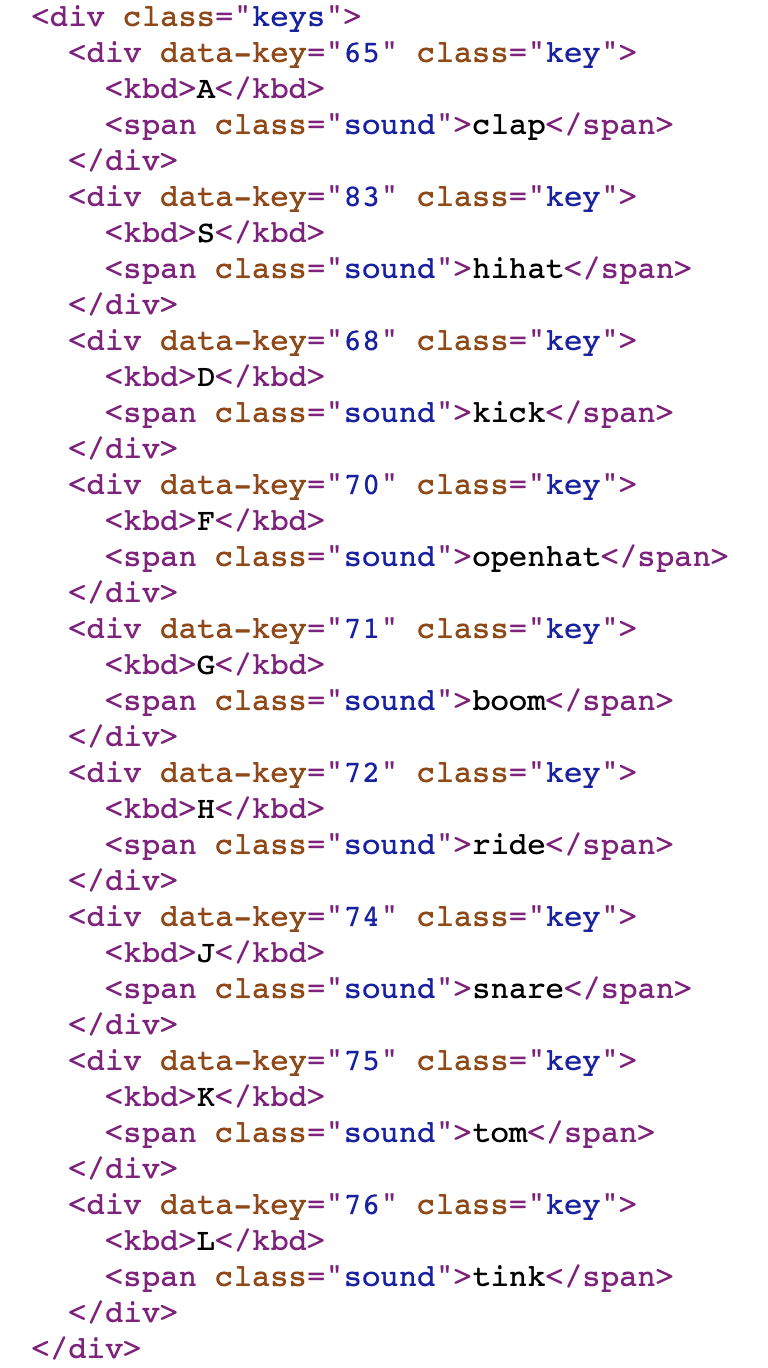 <div class="keys">
<div data-key="65" class="key">
<kbd>A</kbd>
<span class="sound">clap</span>
</div>
<div data-key="83" class="key">
<kbd>S</kbd>
<span class="sound">hihat</span>
</div>
<div data-key="68" class="key">
<kbd>D</kbd>
<span class="sound">kick</span>
</div>
<div data-key="70" class="key">
<kbd>F</kbd>
<span class="sound">openhat</span>
</div>
<div data-key="71" class="key">
<kbd>G</kbd>
<span class="sound">boom</span>
</div>
<div data-key="72" class="key">
<kbd>H</kbd>
<span class="sound">ride</span>
</div>
<div data-key="74" class="key">
<kbd>J</kbd>
<span class="sound">snare</span>
</div>
<div data-key="75" class="key">
<kbd>K</kbd>
<span class="sound">tom</span>
</div>
<div data-key="76" class="key">
<kbd>L</kbd>
<span class="sound">tink</span>
</div>
</div>